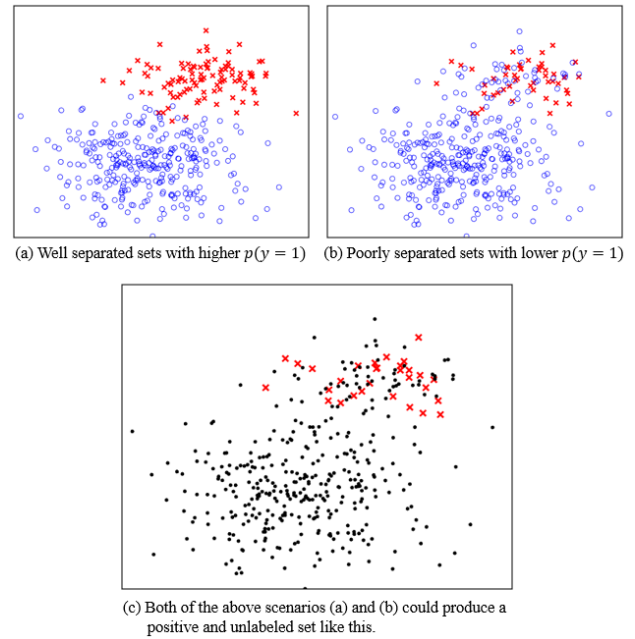 (a) Well separated sets with higher p(y = 1)
(b) Poorly separated sets with lower p(y = 1)
(c) Both of the above scenarios (a) and (b) could produce a
positive and unlabeled set like this.